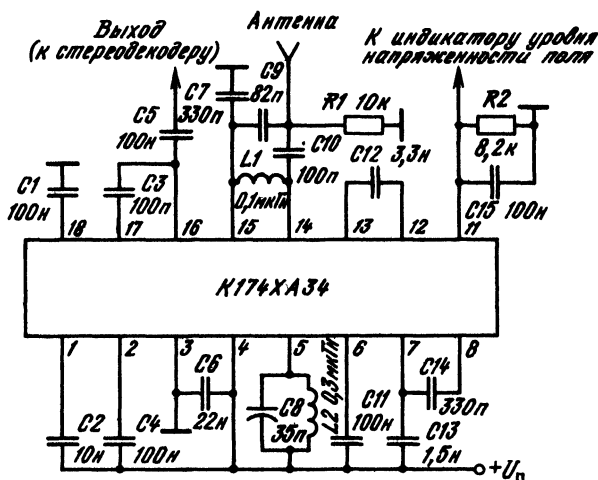 Выход
(к стереодекодеру)
Антенна
К индикатору уровня
напряженности поля
C7
330п
C9
82п
C5
100н
R1 10к
R2
8,2к
C10
100п
C12
3,3н
C1
100н
C3
100п
L1
0,1мкГн
C15 100н
18 17 16 15 14 13 12 11
К174ХА34
1 2 3 4 5 6 7 8
C6
22н
L2 0,3мкГн
C14
330п
C8
35п
C11
100н
C13
1,5н
C2
10н
C4
100н
+Uп